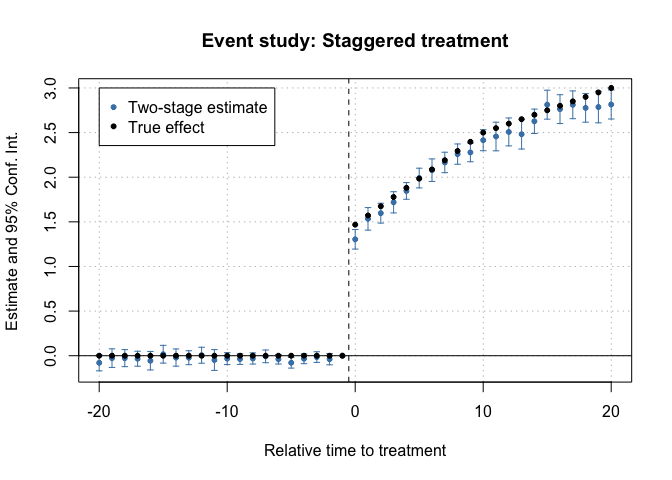 Event study: Staggered treatment
Two-stage estimate
True effect
Estimate and 95% Conf. Int.
3.0
2.5
2.0
1.5
1.0
0.5
0.0
-20
-10
0
10
20
Relative time to treatment